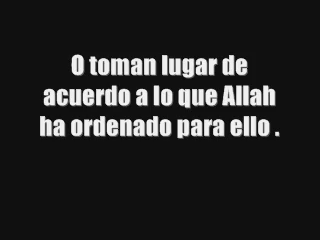 O toman lugar de
acuerdo a lo que Allah
ha ordenado para ello .